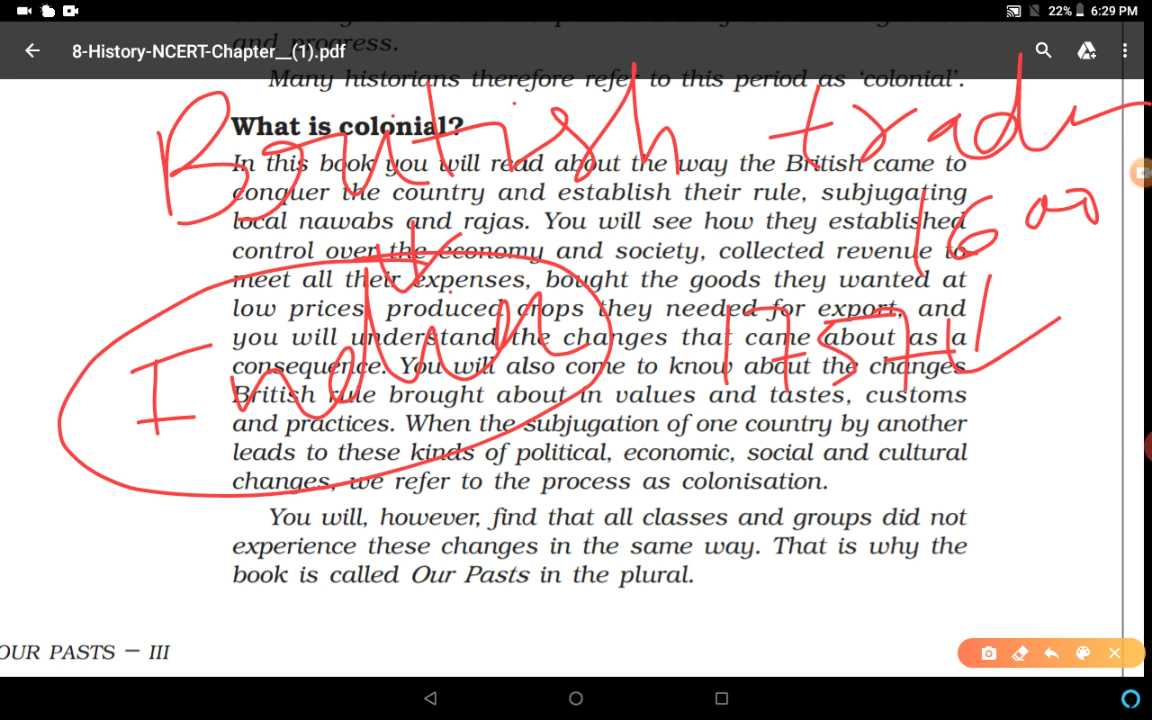 22% 6:29 PM
and progress.
8-History-NCERT-Chapter__(1).pdf
Many historians therefore refer to this period as ‘colonial’.
British traders
What is colonial?
In this book you will read about the way the British came to
conquer the country and establish their rule, subjugating
1600
local nawabs and rajas. You will see how they established
control over the economy and society, collected revenue to
meet all their expenses, bought the goods they wanted at
low prices, produced crops they needed for export, and
Indian 1757
you will understand the changes that came about as a
consequence. You will also come to know about the changes
British rule brought about in values and tastes, customs
and practices. When the subjugation of one country by another
leads to these kinds of political, economic, social and cultural
changes, we refer to the process as colonisation.
You will, however, find that all classes and groups did not
experience these changes in the same way. That is why the
book is called Our Pasts in the plural.
OUR PASTS – III